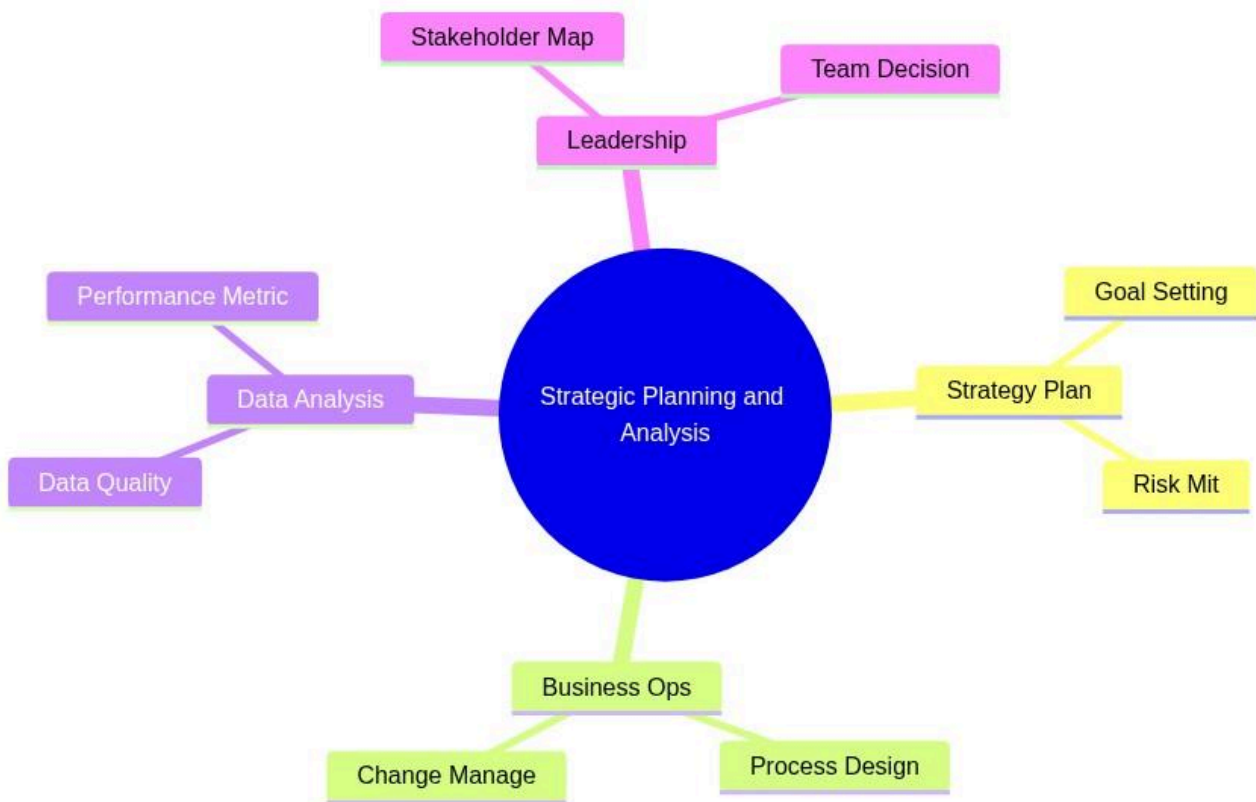 Stakeholder Map
Team Decision
Leadership
Performance Metric
Goal Setting
Data Analysis
Strategic Planning and
Analysis
Strategy Plan
Data Quality
Risk Mit
Business Ops
Change Manage
Process Design